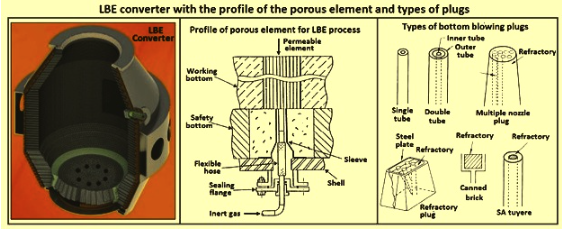 LBE converter with the profile of the porous element and types of plugs
LBE
Converter
Profile of porous element for LBE process
Permeable
element
Working
bottom
Safety
bottom
Flexible
hose
Sealing
flange
Inert gas
Sleeve
Shell
Types of bottom blowing plugs
Inner tube
Outer
tube
Refractory
Single
tube
Double
tube
Multiple nozzle
plug
Steel
plate
Refractory
Refractory
plug
Refractory
Canned
brick
Refractory
SA tuyere